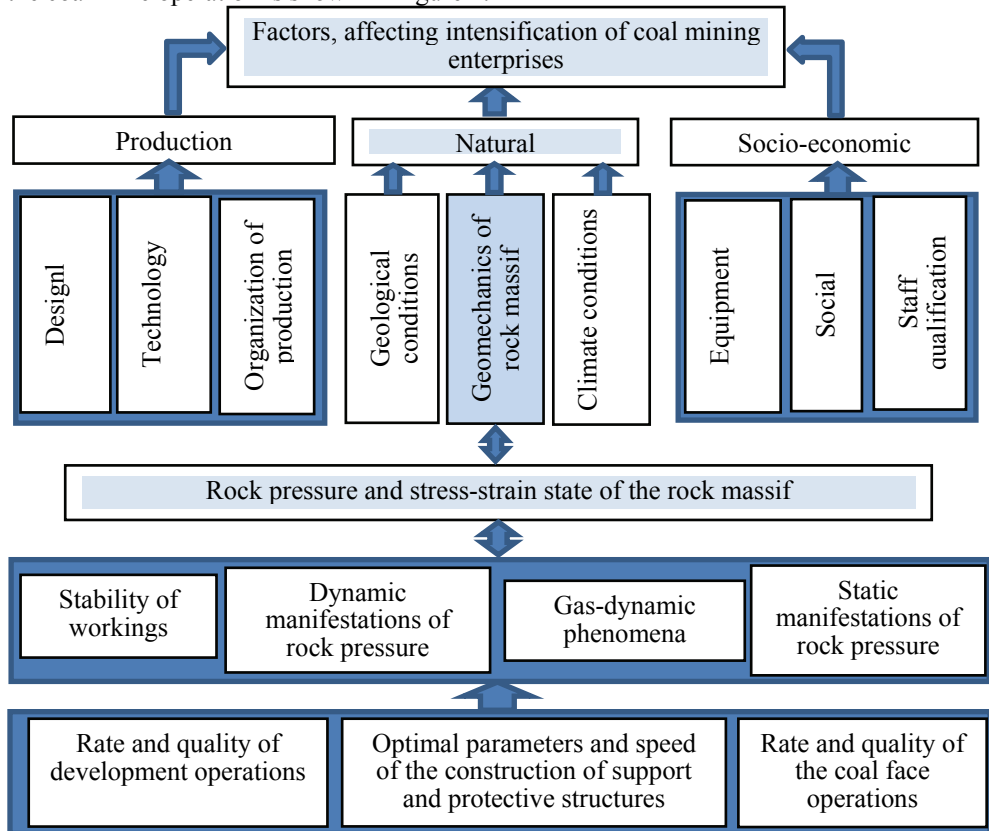 Factors, affecting intensification of coal mining
enterprises
Production
Natural
Socio-economic
Designl
Technology
Organization of
production
Geological
conditions
Geomechanics of
rock massif
Climate conditions
Equipment
Social
Staff
qualification
Rock pressure and stress-strain state of the rock massif
Stability of
workings
Dynamic
manifestations of
rock pressure
Gas-dynamic
phenomena
Static
manifestations of
rock pressure
Rate and quality of
development operations
Optimal parameters and speed
of the construction of support
and protective structures
Rate and quality of
the coal face
operations